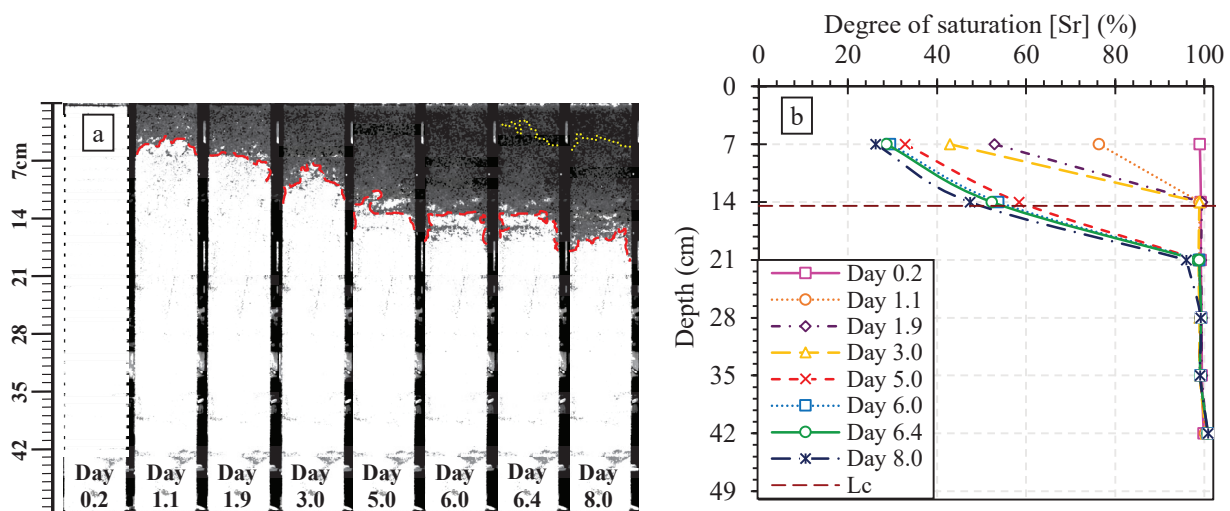 a
7cm
14
21
28
35
42
Day
0.2
Day
1.1
Day
1.9
Day
3.0
Day
5.0
Day
6.0
Day
6.4
Day
8.0
Degree of saturation [Sr] (%)
0 20 40 60 80 100
b
Depth (cm)
0
7
14
21
28
35
42
49
Day 0.2
Day 1.1
Day 1.9
Day 3.0
Day 5.0
Day 6.0
Day 6.4
Day 8.0
Lc